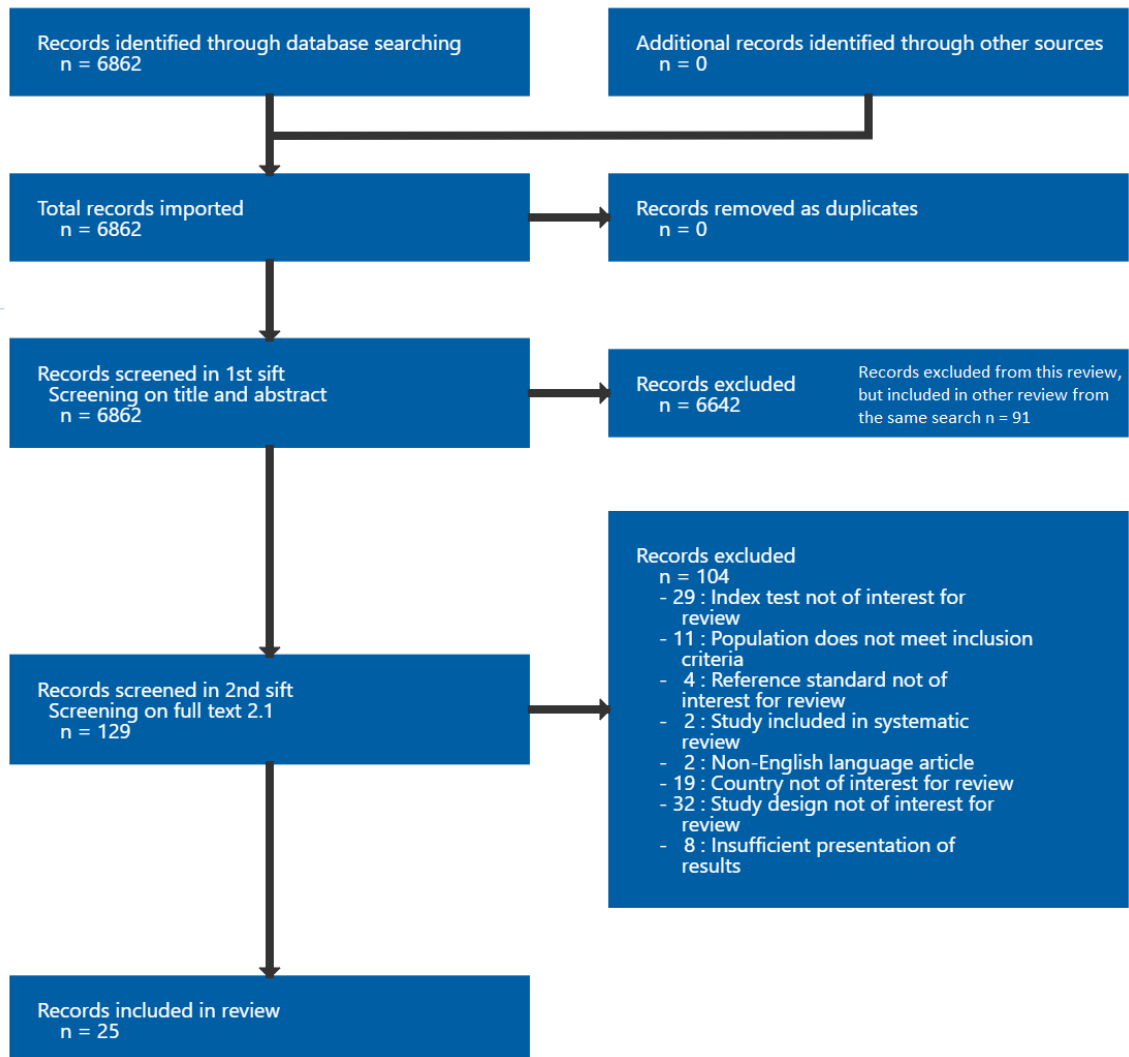 Records identified through database searching
n = 6862
Additional records identified through other sources
n = 0
Total records imported
n = 6862
Records removed as duplicates
n = 0
Records screened in 1st sift
Screening on title and abstract
n = 6862
Records excluded
n = 6642
Records excluded from this review,
but included in other review from
the same search n = 91
Records screened in 2nd sift
Screening on full text 2.1
n = 129
Records excluded
n = 104
- 29 : Index test not of interest for
review
- 11 : Population does not meet inclusion
criteria
- 4 : Reference standard not of
interest for review
- 2 : Study included in systematic
review
- 2 : Non-English language article
- 19 : Country not of interest for review
- 32 : Study design not of interest for
review
- 8 : Insufficient presentation of
results
Records included in review
n = 25